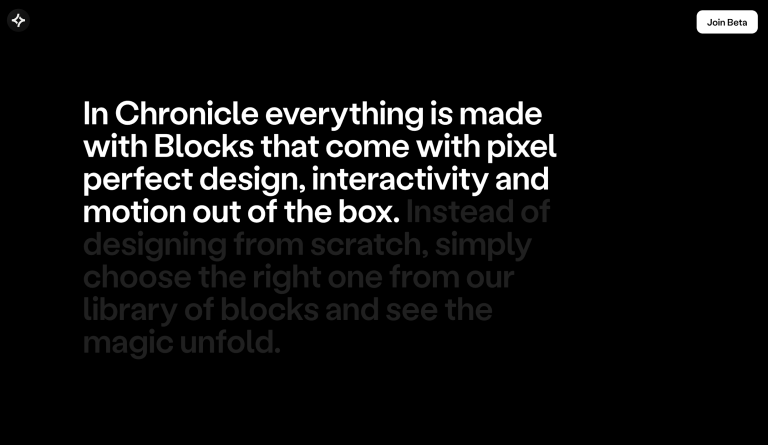 Join Beta
In Chronicle everything is made
with Blocks that come with pixel
perfect design, interactivity and
motion out of the box. Instead of
designing from scratch, simply
choose the right one from our
library of blocks and see the
magic unfold.